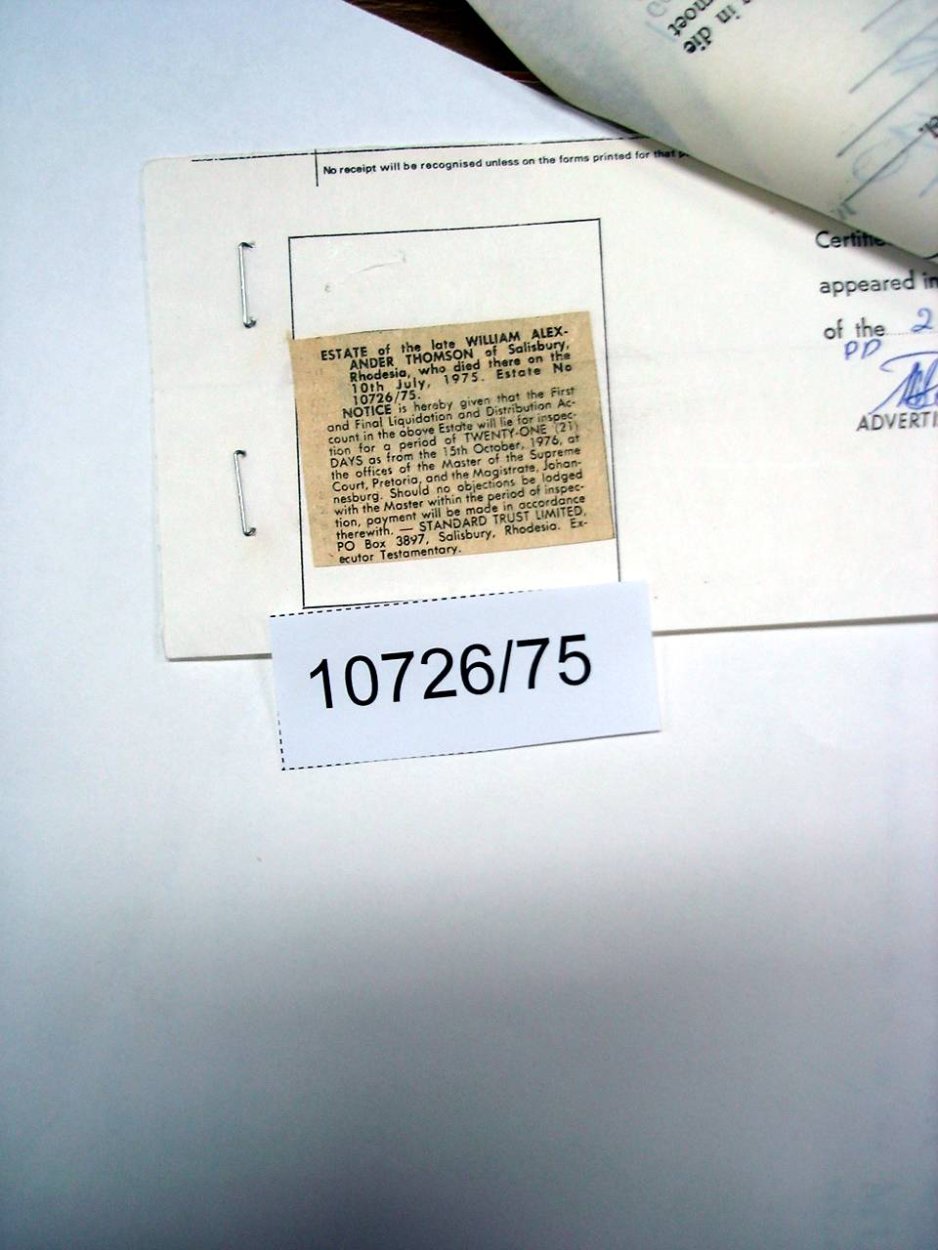 in die
moet
No receipt will be recognised unless on the forms printed for that
ESTATE of the late WILLIAM ALEX-
ANDER THOMSON of Salisbury,
Rhodesia, who died there on the
10th July, 1975. Estate No
10726/75.
NOTICE is hereby given that the First
and Final Liquidation and Distribution Ac-
count in the above Estate will lie for inspec-
tion for a period of TWENTY-ONE (21)
DAYS as from the 15th October, 1976, at
the offices of the Master of the Supreme
Court, Pretoria, and the Magistrate, Johan-
nesburg. Should no objections be lodged
with the Master within the period of inspec-
tion, payment will be made in accordance
therewith. — STANDARD TRUST LIMITED,
PO Box 3897, Salisbury, Rhodesia. Ex-
ecutor Testamentary.
appeared in
of the 2
PD
10726/75